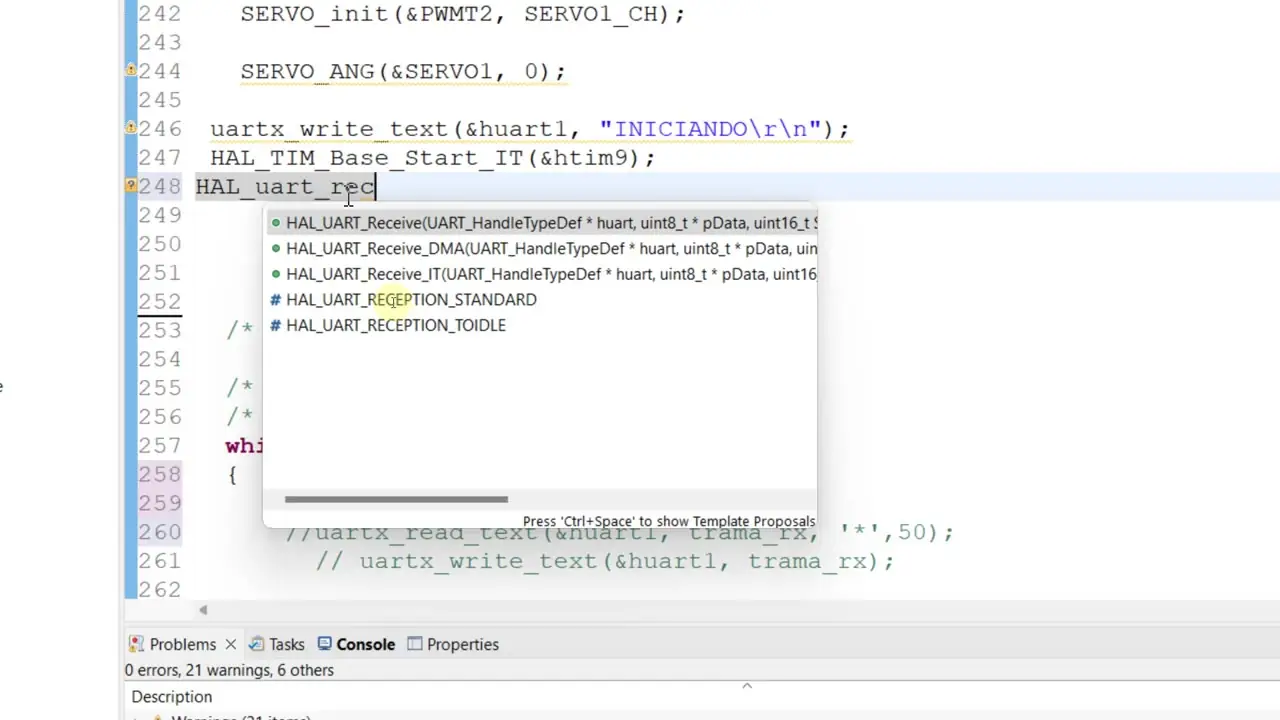 242 SERVO_init(&PWMT2, SERVO1_CH);
243
244 SERVO_ANG(&SERVO1, 0);
245
246 uartx_write_text(&huart1, "INICIANDO\r\n");
247 HAL_TIM_Base_Start_IT(&htim9);
248 HAL_uart_rec
249
HAL_UART_Receive(UART_HandleTypeDef * huart, uint8_t * pData, uint16_t S
250
HAL_UART_Receive_DMA(UART_HandleTypeDef * huart, uint8_t * pData, uin
251
HAL_UART_Receive_IT(UART_HandleTypeDef * huart, uint8_t * pData, uint16
252
# HAL_UART_RECEPTION_STANDARD
253 /*
# HAL_UART_RECEPTION_TOIDLE
254
255 /*
256 /*
257 whi
258 {
259
Press 'Ctrl+Space' to show Template Proposals
260 //uartx_read_text(&huart1, trama_rx, '*',50);
261 // uartx_write_text(&huart1, trama_rx);
262
Problems Tasks Console Properties
0 errors, 21 warnings, 6 others
Description
Warnings (21 items)